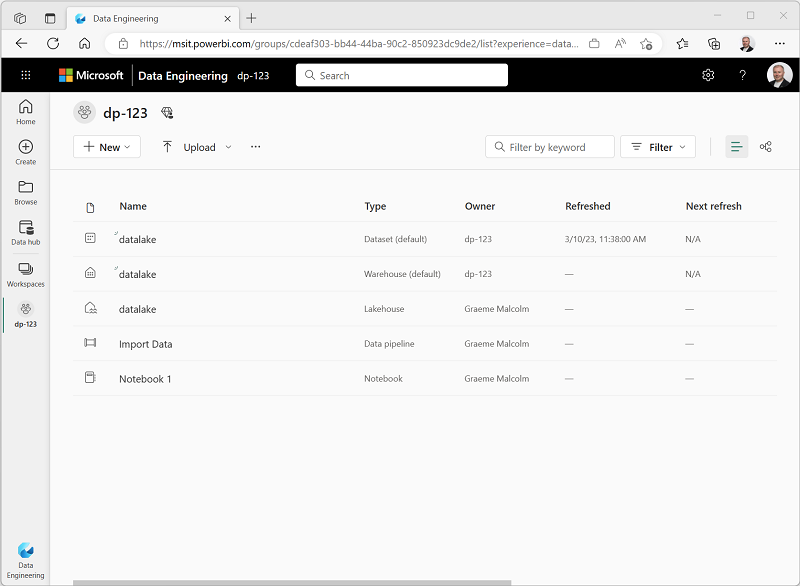 Data Engineering
https://msit.powerbi.com/groups/cdeaf303-bb44-44ba-90c2-850923dc9de2/list?experience=data...
Microsoft Data Engineering dp-123 Search ?
Home
Create
Browse
Data hub
Workspaces
dp-123
Data
Engineering
dp-123
New Upload ... Filter by keyword Filter
Name Type Owner Refreshed Next refresh
datalake Dataset (default) dp-123 3/10/23, 11:38:00 AM N/A
datalake Warehouse (default) dp-123 — N/A
datalake Lakehouse Graeme Malcolm — —
Import Data Data pipeline Graeme Malcolm — —
Notebook 1 Notebook Graeme Malcolm — —